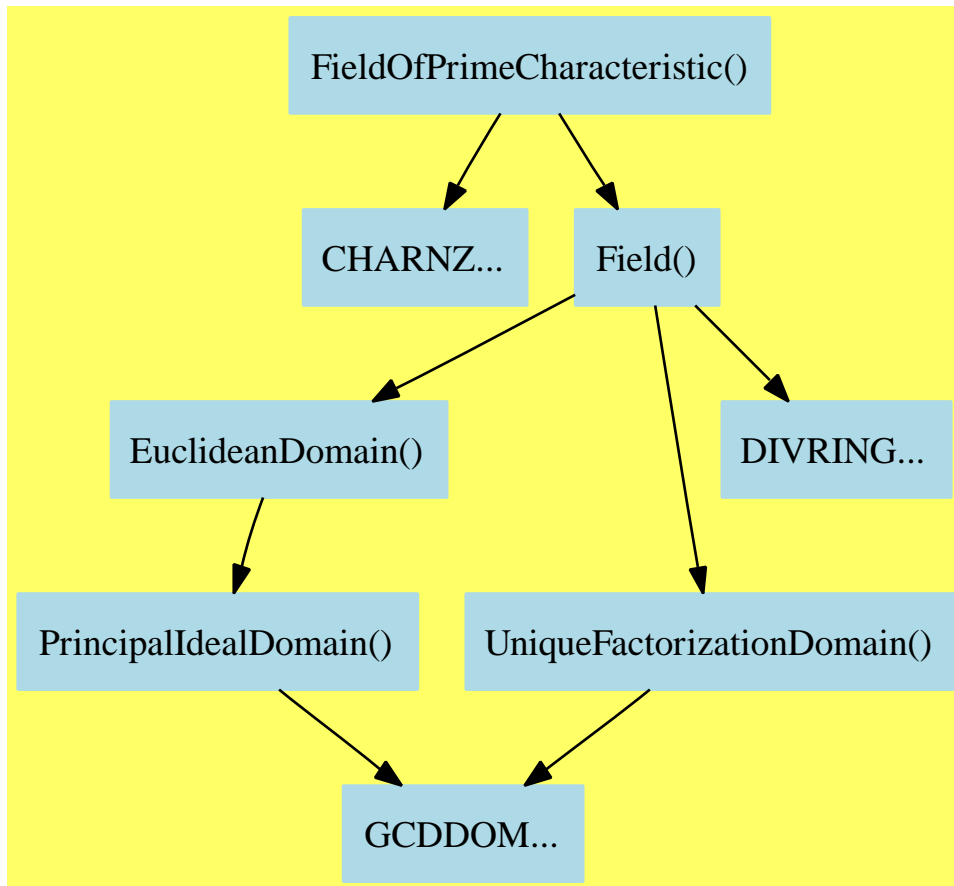 FieldOfPrimeCharacteristic()
CHARNZ...
Field()
EuclideanDomain()
DIVRING...
PrincipalIdealDomain()
UniqueFactorizationDomain()
GCDDOM...